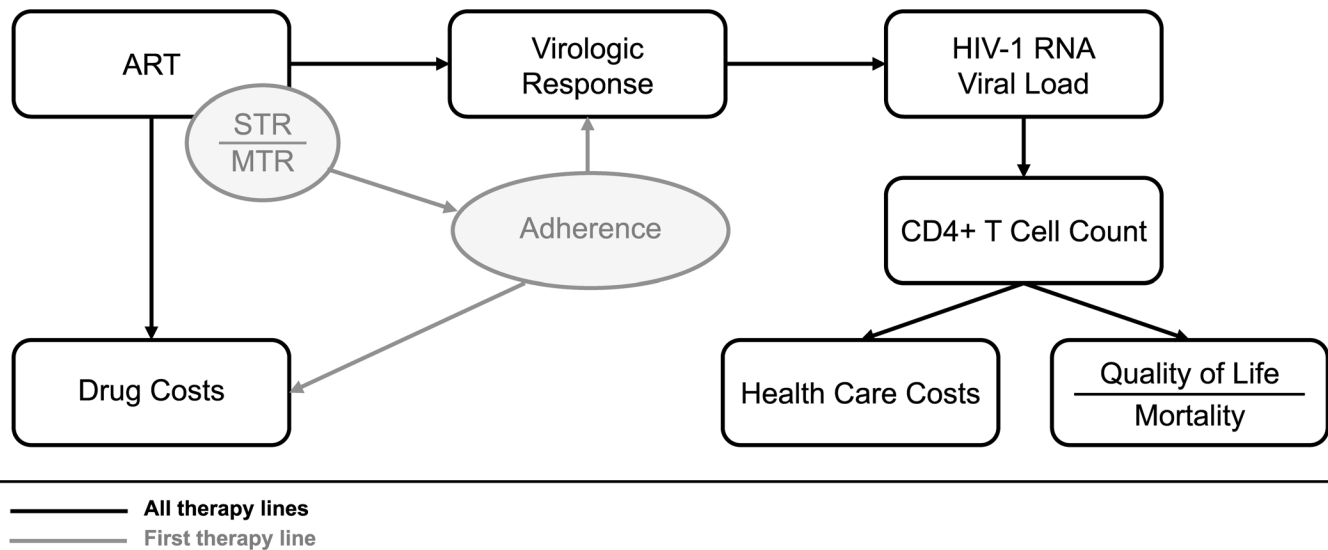 ART
Virologic
Response
HIV-1 RNA
Viral Load
STR
MTR
Adherence
CD4+ T Cell Count
Drug Costs
Health Care Costs
Quality of Life
Mortality
All therapy lines
First therapy line